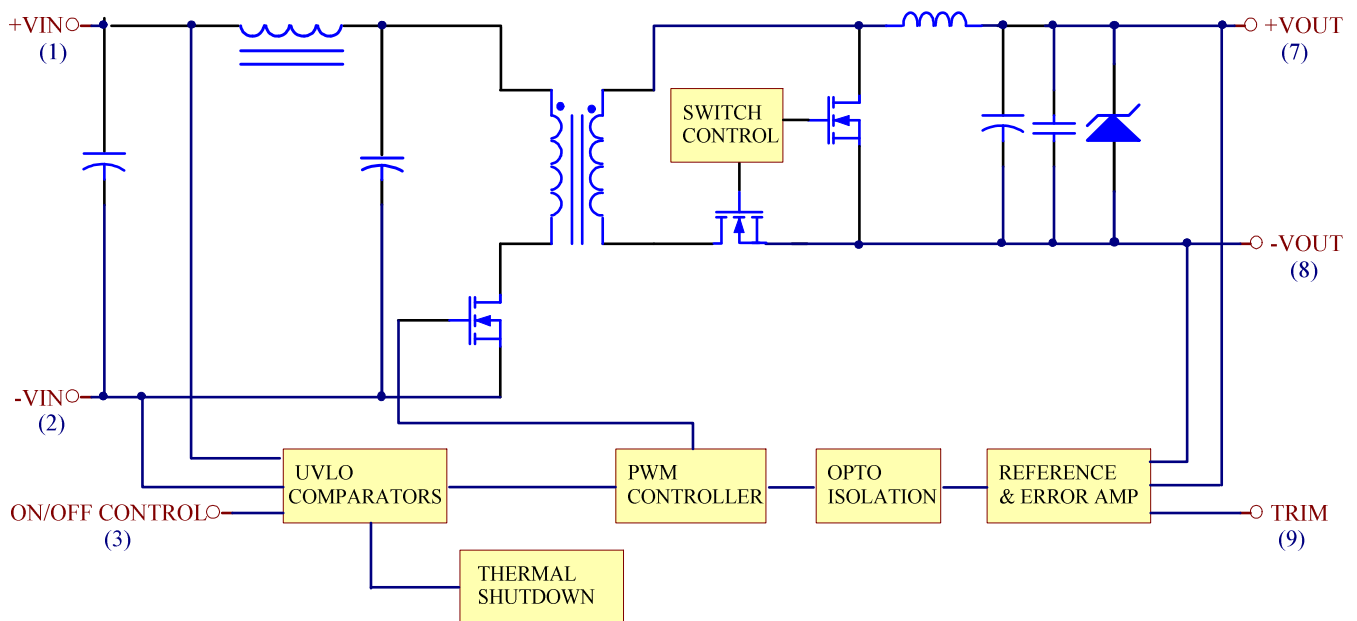 +VIN
(1)
+VOUT
(7)
SWITCH
CONTROL
-VOUT
(8)
-VIN
(2)
UVLO
COMPARATORS
PWM
CONTROLLER
OPTO
ISOLATION
REFERENCE
& ERROR AMP
ON/OFF CONTROL
(3)
TRIM
(9)
THERMAL
SHUTDOWN